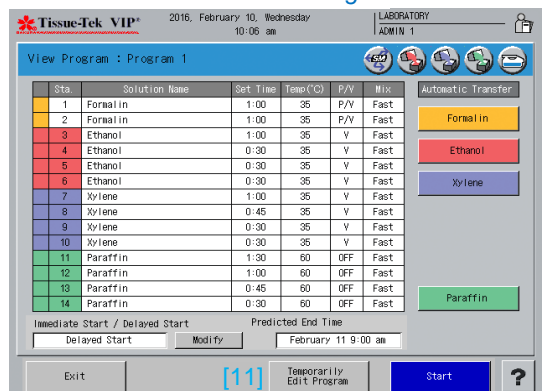 Tissue-Tek VIP
2016, February 10, Wednesday
10:06 am
LABORATORY
ADMIN 1
View Program : Program 1
Sta. Solution Name Set Time Temp(°C) P/V Mix
1 Formalin 1:00 35 P/V Fast
2 Formalin 1:00 35 P/V Fast
3 Ethanol 1:00 35 V Fast
4 Ethanol 0:30 35 V Fast
5 Ethanol 0:30 35 V Fast
6 Ethanol 0:30 35 V Fast
7 Xylene 1:00 35 V Fast
8 Xylene 0:45 35 V Fast
9 Xylene 0:30 35 V Fast
10 Xylene 0:30 35 V Fast
11 Paraffin 1:30 60 OFF Fast
12 Paraffin 1:00 60 OFF Fast
13 Paraffin 0:45 60 OFF Fast
14 Paraffin 0:30 60 OFF Fast
Automatic Transfer
Formalin
Ethanol
Xylene
Paraffin
Immediate Start / Delayed Start
Delayed Start
Modify
Predicted End Time
February 11 9:00 am
Exit
[11]
Temporarily
Edit Program
Start
?